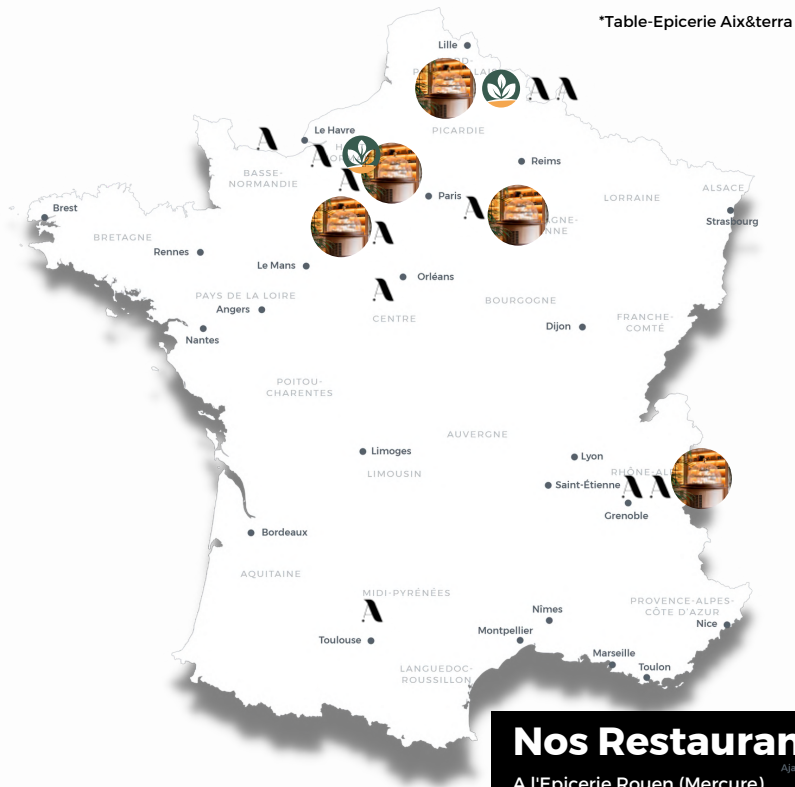 *Table-Epicerie Aix&terra
Lille
PICARDIE
Le Havre
BASSE-
NORMANDIE
Reims
Paris
LORRAINE
ALSACE
Strasbourg
Brest
BRETAGNE
Rennes
Le Mans
Orléans
PAYS DE LA LOIRE
Angers
CENTRE
BOURGOGNE
FRANCHE-
COMTÉ
Dijon
Nantes
POITOU-
CHARENTES
AUVERGNE
Limoges
LIMOUSIN
Lyon
Saint-Étienne
Grenoble
Bordeaux
AQUITAINE
MIDI-PYRÉNÉES
Toulouse
Nîmes
Montpellier
PROVENCE-ALPES-
CÔTE D'AZUR
Nice
Marseille
Toulon
LANGUEDOC-
ROUSSILLON
Nos Restauran
A l'Epicerie Rouen (Mercure)